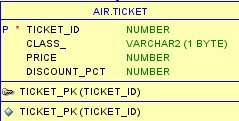 AIR.TICKET
P * TICKET_ID NUMBER
CLASS_ VARCHAR2 (1 BYTE)
PRICE NUMBER
DISCOUNT_PCT NUMBER
TICKET_PK (TICKET_ID)
TICKET_PK (TICKET_ID)